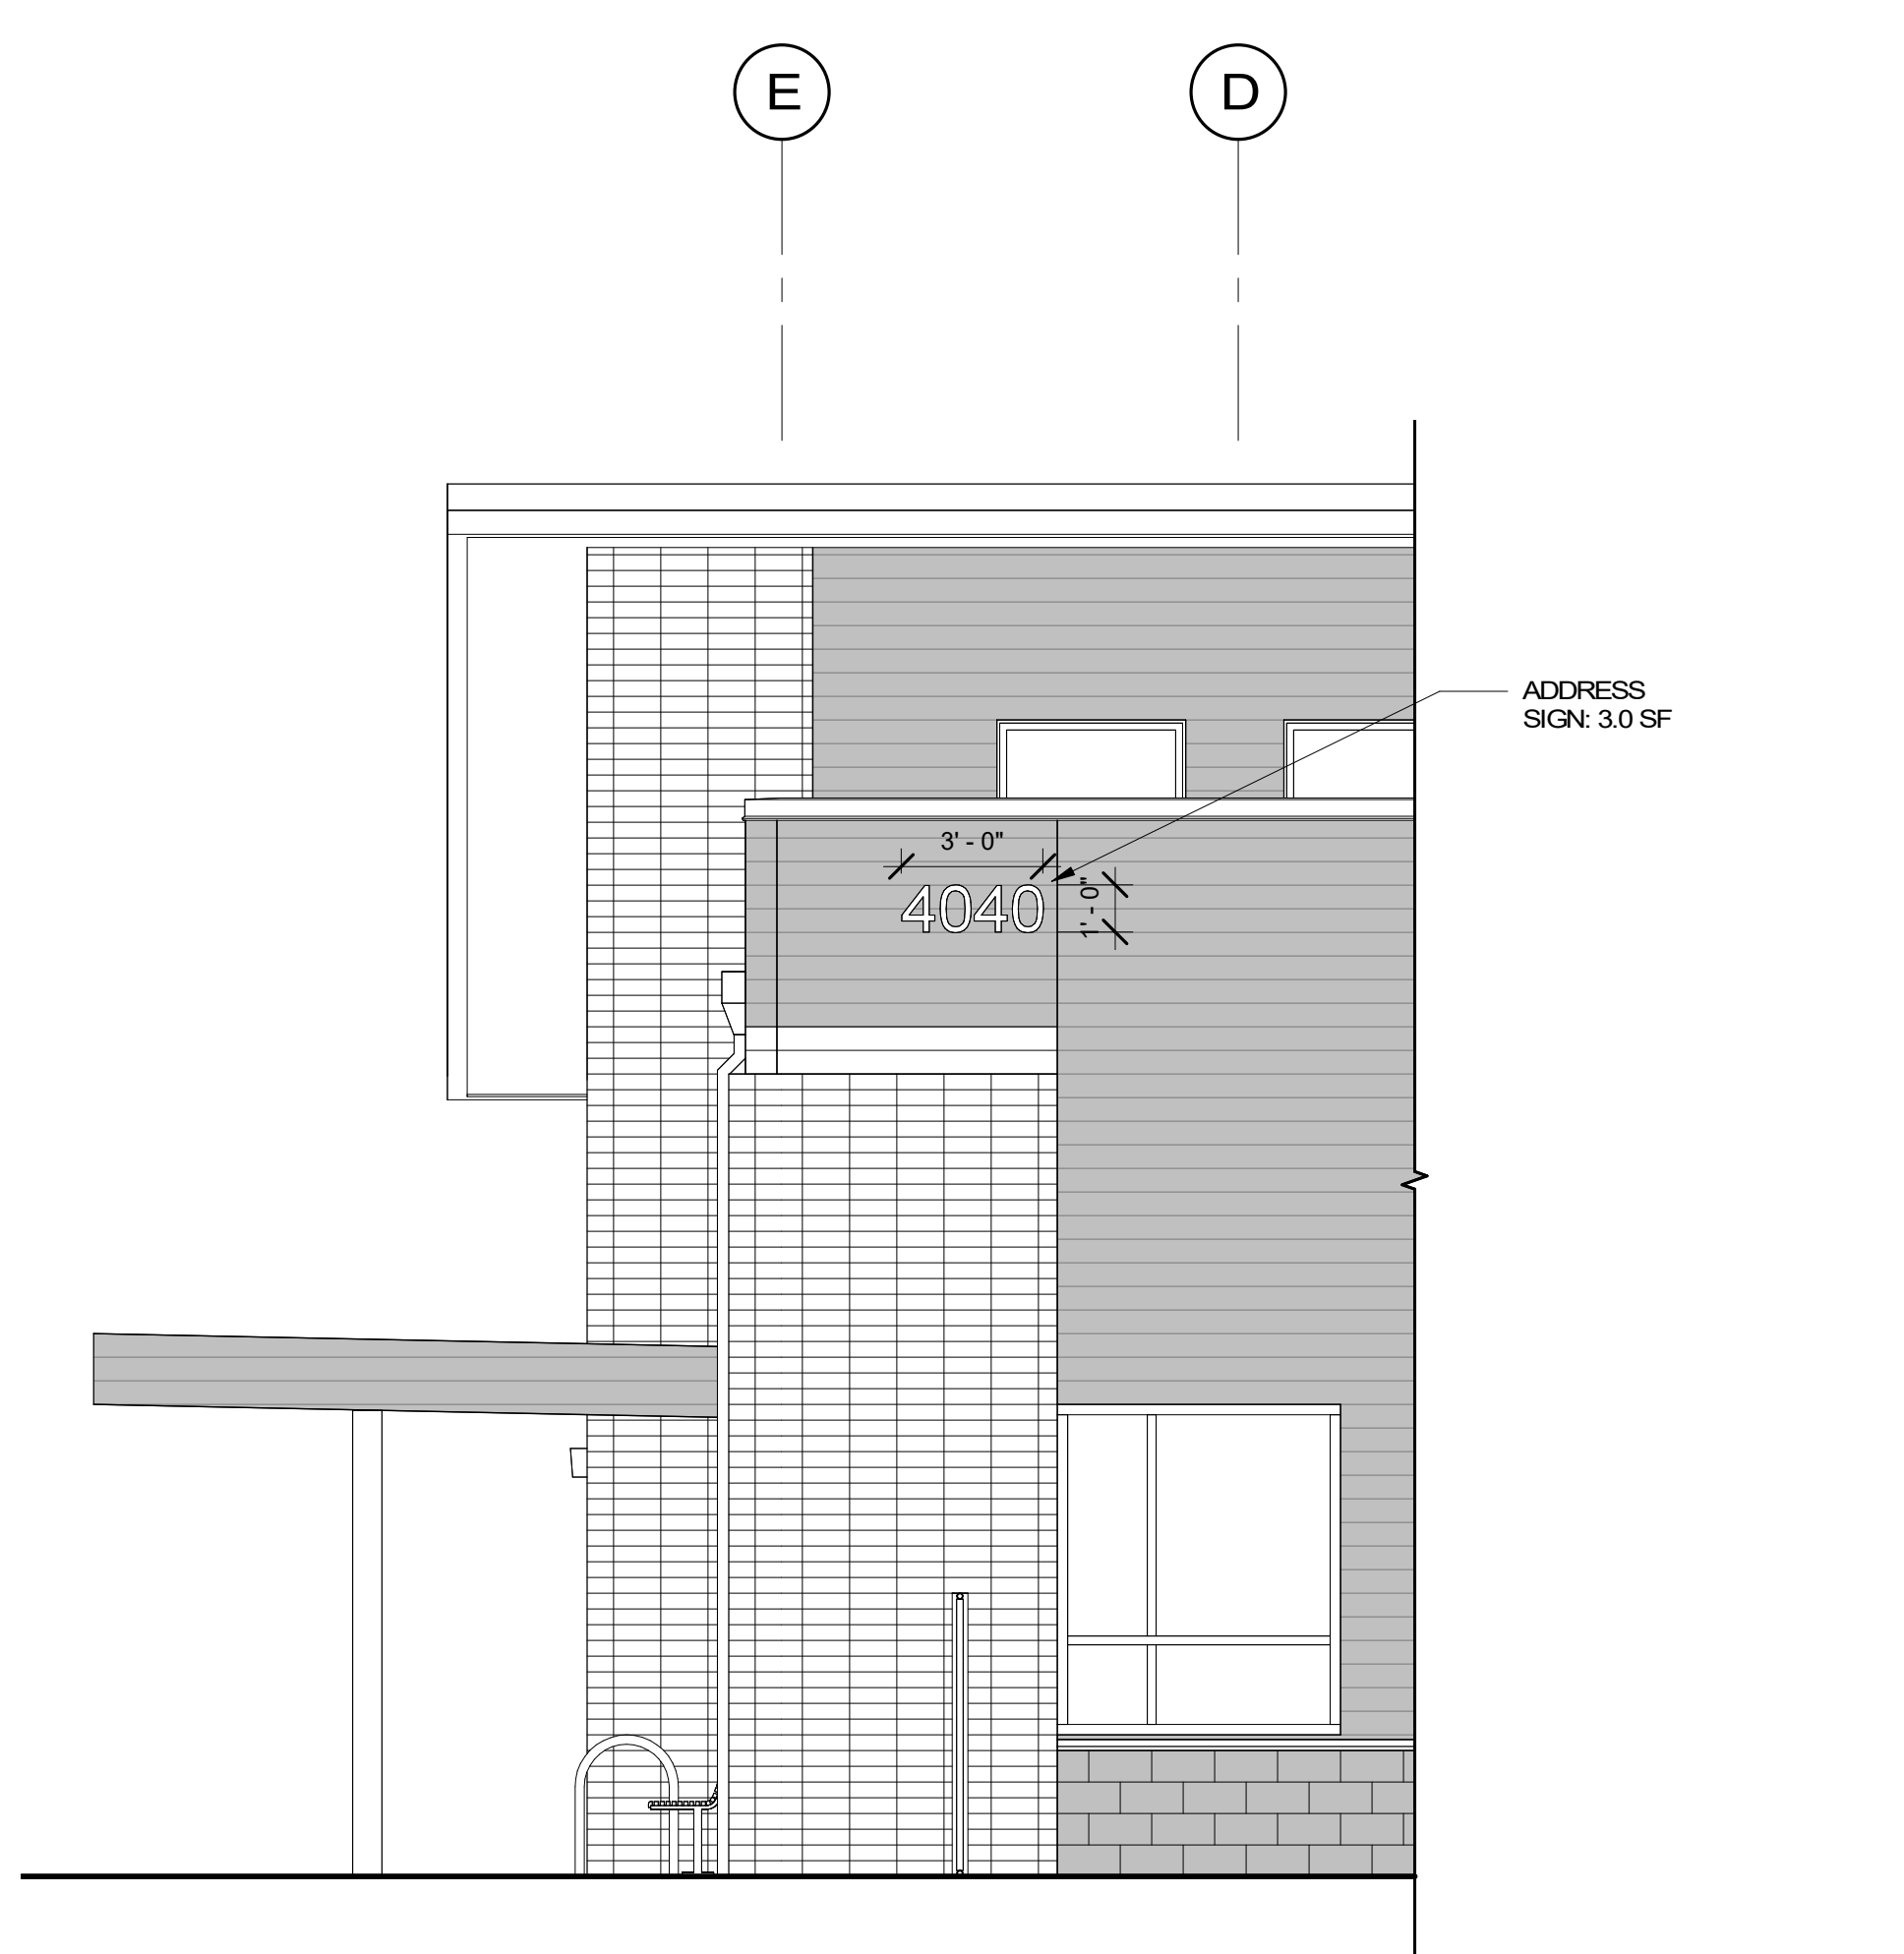 E
D
ADDRESS
SIGN: 3.0 SF
3' - 0"
4040
1' - 0"